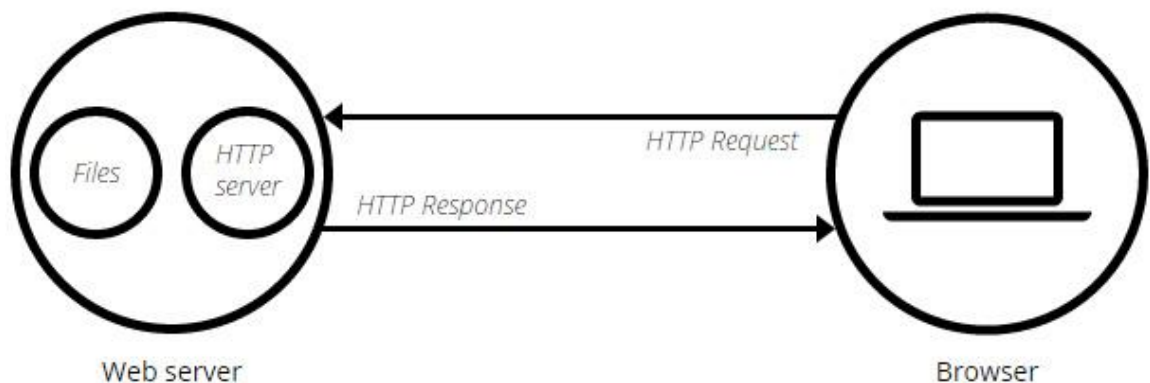 Files
HTTP
server
HTTP Request
HTTP Response
Web server
Browser